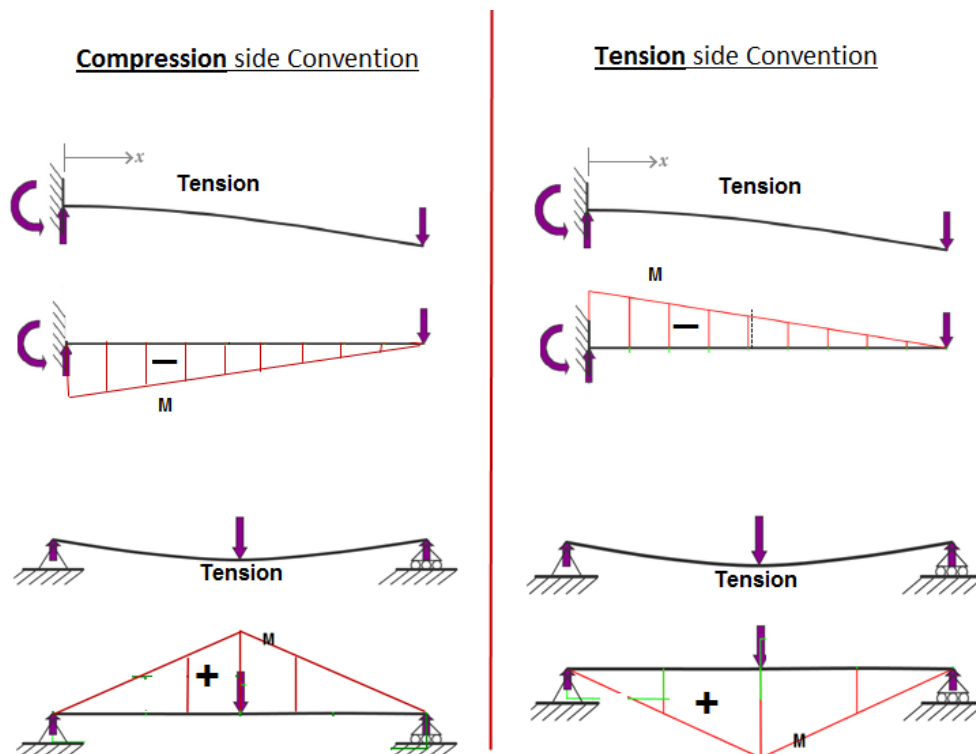 Compression side Convention
x
Tension
−
M
Tension
M
+
Tension side Convention
x
Tension
M
−
Tension
+
M